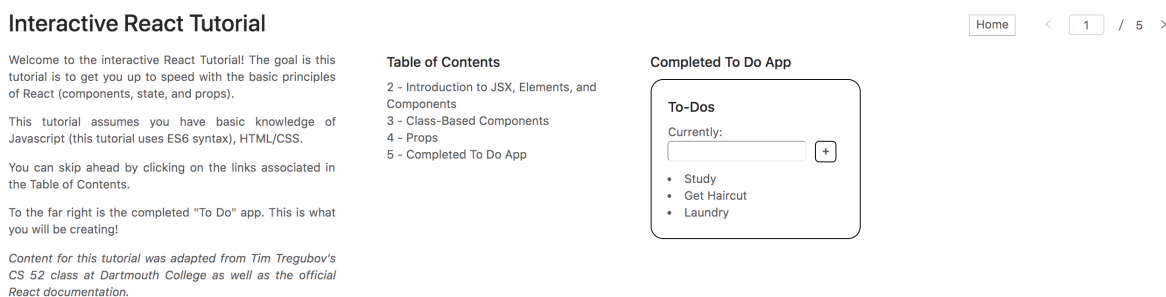 Interactive React Tutorial
Home
< 1 / 5 >
Welcome to the interactive React Tutorial! The goal is this
tutorial is to get you up to speed with the basic principles
of React (components, state, and props).
This tutorial assumes you have basic knowledge of
Javascript (this tutorial uses ES6 syntax), HTML/CSS.
You can skip ahead by clicking on the links associated in
the Table of Contents.
To the far right is the completed "To Do" app. This is what
you will be creating!
Content for this tutorial was adapted from Tim Tregubov's
CS 52 class at Dartmouth College as well as the official
React documentation.
Table of Contents
2 - Introduction to JSX, Elements, and
Components
3 - Class-Based Components
4 - Props
5 - Completed To Do App
Completed To Do App
To-Dos
Currently:
+
• Study
• Get Haircut
• Laundry